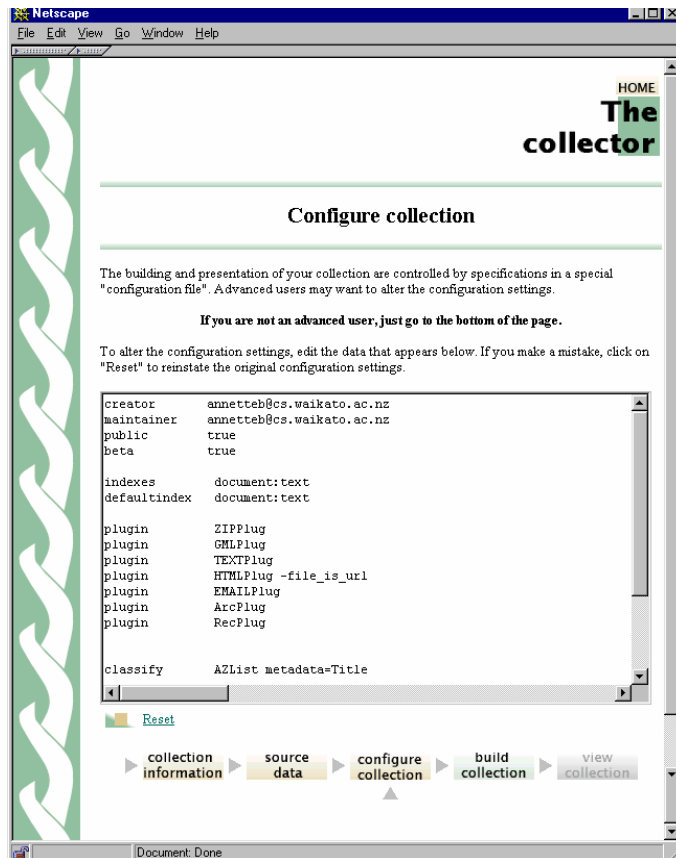 Netscape
File Edit View Go Window Help
HOME
The
collector
Configure collection
The building and presentation of your collection are controlled by specifications in a special
"configuration file". Advanced users may want to alter the configuration settings.
If you are not an advanced user, just go to the bottom of the page.
To alter the configuration settings, edit the data that appears below. If you make a mistake, click on
"Reset" to reinstate the original configuration settings.
creator annetteb@cs.waikato.ac.nz
maintainer annetteb@cs.waikato.ac.nz
public true
beta true
indexes document:text
defaultindex document:text
plugin ZIPPlug
plugin GMLPlug
plugin TEXTPlug
plugin HTMLPlug -file_is_url
plugin EMAILPlug
plugin ArcPlug
plugin RecPlug
classify AZList metadata=Title
Reset
collection information
source data
configure collection
build collection
view collection
Document: Done